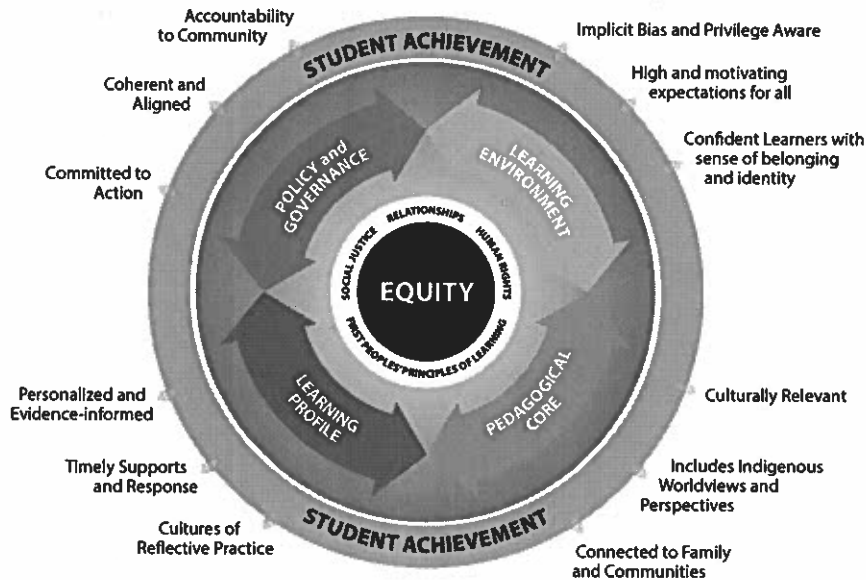 Accountability
to Community
Coherent and
Aligned
Committed to
Action
STUDENT ACHIEVEMENT
Implicit Bias and Privilege Aware
High and motivating
expectations for all
Confident Learners with
sense of belonging
and identity
POLICY and
GOVERNANCE
LEARNING
ENVIRONMENT
SOCIAL JUSTICE
RELATIONSHIPS
HUMAN RIGHTS
EQUITY
FIRST PEOPLES' PRINCIPLES OF LEARNING
LEARNING
PROFILE
PEDAGOGICAL
CORE
Personalized and
Evidence-informed
Timely Supports
and Response
Cultures of
Reflective Practice
STUDENT ACHIEVEMENT
Culturally Relevant
Includes Indigenous
Worldviews and
Perspectives
Connected to Family
and Communities